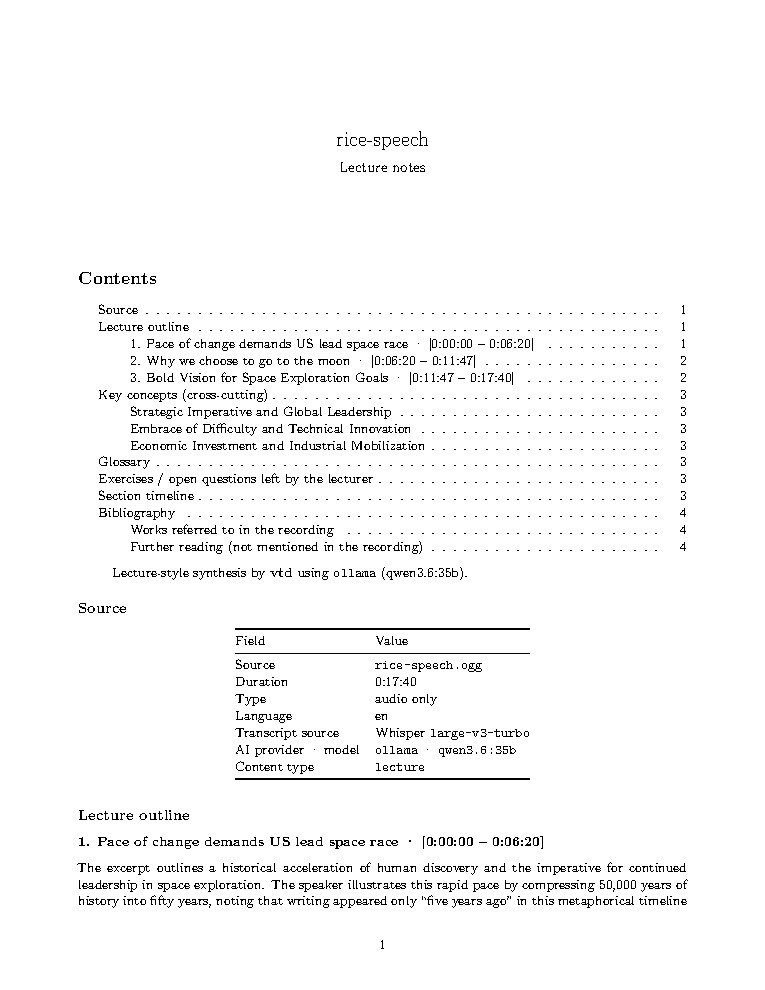 rice-speech
Lecture notes
Contents
Source . . . . . . . . . . . . . . . . . . . . . . . . . . . . . . . . . . . . . . . . . . . . . . . . . 1
Lecture outline . . . . . . . . . . . . . . . . . . . . . . . . . . . . . . . . . . . . . . . . . . . . 1
1. Pace of change demands US lead space race · [0:00:00 – 0:06:20] . . . . . . . . . . . 1
2. Why we choose to go to the moon · [0:06:20 – 0:11:47] . . . . . . . . . . . . . . . . . 2
3. Bold Vision for Space Exploration Goals · [0:11:47 – 0:17:40] . . . . . . . . . . . . . 2
Key concepts (cross-cutting) . . . . . . . . . . . . . . . . . . . . . . . . . . . . . . . . . . . . . 3
Strategic Imperative and Global Leadership . . . . . . . . . . . . . . . . . . . . . . . . . 3
Embrace of Difficulty and Technical Innovation . . . . . . . . . . . . . . . . . . . . . . . 3
Economic Investment and Industrial Mobilization . . . . . . . . . . . . . . . . . . . . . . 3
Glossary . . . . . . . . . . . . . . . . . . . . . . . . . . . . . . . . . . . . . . . . . . . . . . . . 3
Exercises / open questions left by the lecturer . . . . . . . . . . . . . . . . . . . . . . . . . . . 3
Section timeline . . . . . . . . . . . . . . . . . . . . . . . . . . . . . . . . . . . . . . . . . . . . 3
Bibliography . . . . . . . . . . . . . . . . . . . . . . . . . . . . . . . . . . . . . . . . . . . . . 4
Works referred to in the recording . . . . . . . . . . . . . . . . . . . . . . . . . . . . . . 4
Further reading (not mentioned in the recording) . . . . . . . . . . . . . . . . . . . . . . 4
Lecture-style synthesis by vtd using ollama (qwen3.6:35b).
Source
Field Value
Source rice-speech.ogg
Duration 0:17:40
Type audio only
Language en
Transcript source Whisper large-v3-turbo
AI provider · model ollama · qwen3.6:35b
Content type lecture
Lecture outline
1. Pace of change demands US lead space race · [0:00:00 – 0:06:20]
The excerpt outlines a historical acceleration of human discovery and the imperative for continued
leadership in space exploration. The speaker illustrates this rapid pace by compressing 50,000 years of
history into fifty years, noting that writing appeared only “five years ago” in this metaphorical timeline
1